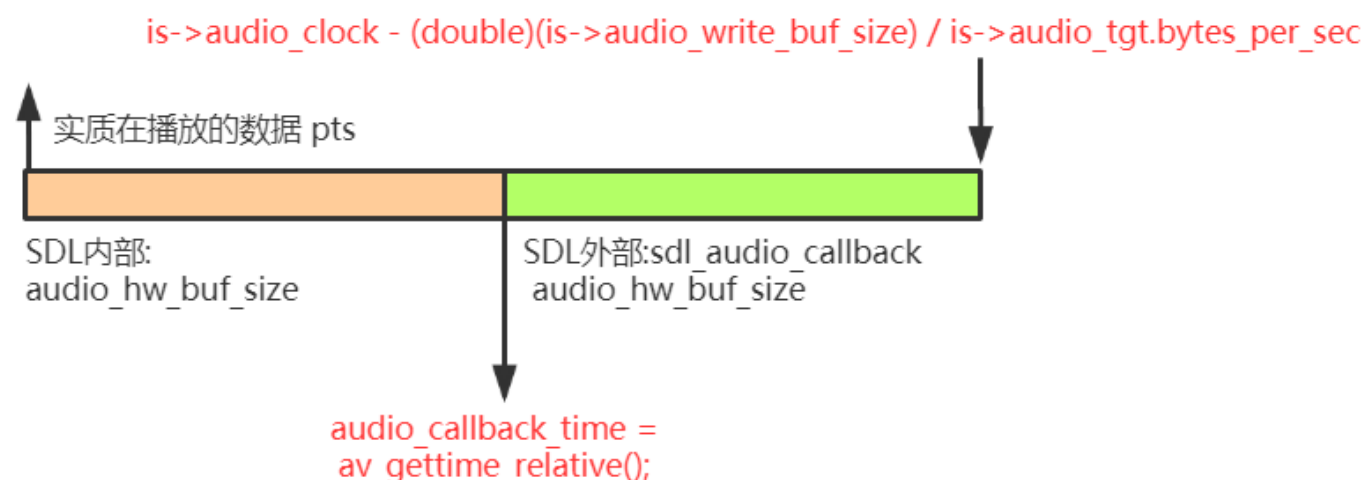 is->audio_clock - (double)(is->audio_write_buf_size) / is->audio_tgt.bytes_per_sec
实质在播放的数据 pts
SDL内部:
audio_hw_buf_size
SDL外部:sdl_audio_callback
audio_hw_buf_size
audio_callback_time =
av_gettime_relative();